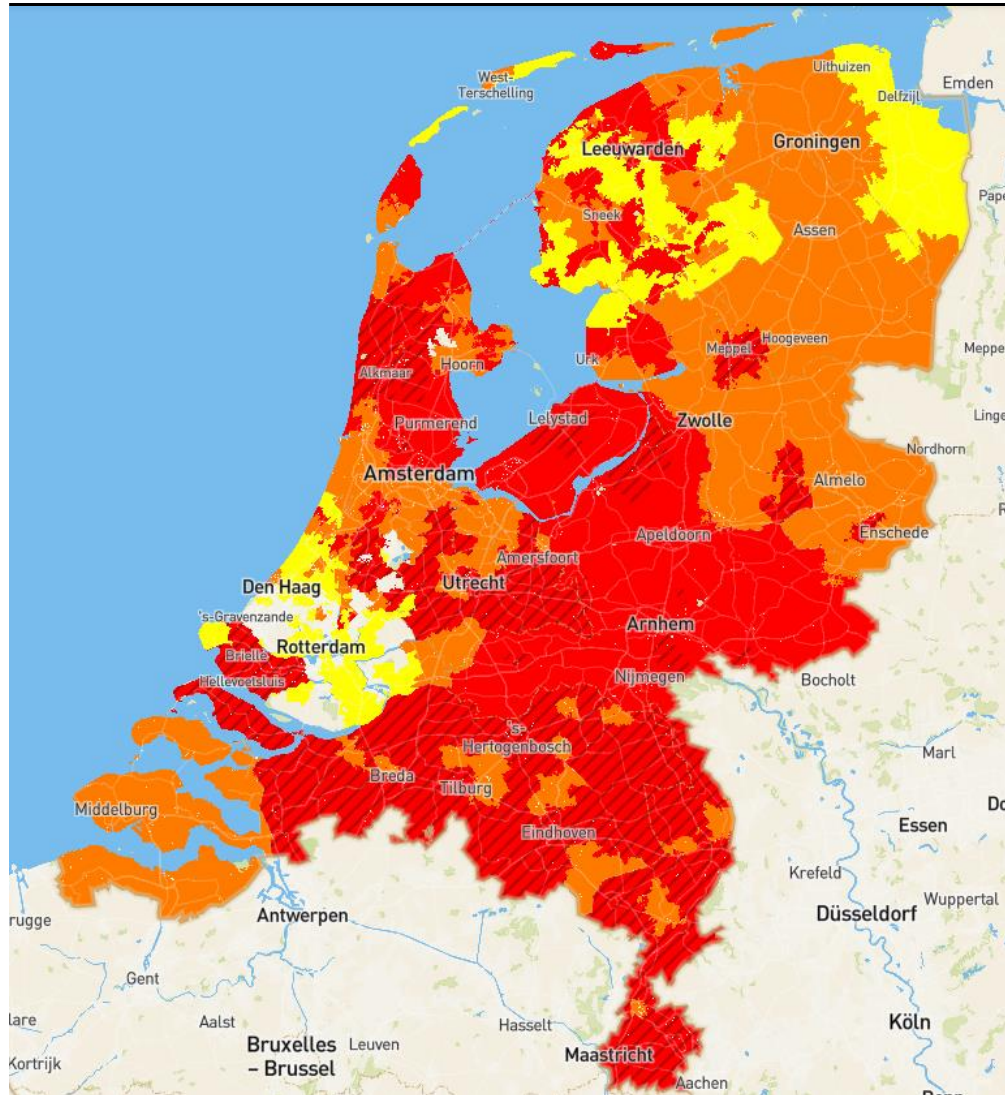 Uithuizen
Emden
West-
Terschelling
Delfzijl
Leeuwarden
Groningen
Sneek
Assen
Hoogeveen
Meppel
Urk
Hoorn
Alkmaar
Purmerend
Lelystad
Zwolle
Nordhorn
Amsterdam
Almelo
Enschede
Apeldoorn
Amersfoort
Den Haag
Utrecht
's-Gravenzande
Rotterdam
Arnhem
Brielle
Hellevoetsluis
Nijmegen
Bocholt
's-
Hertogenbosch
Marl
Breda
Tilburg
Middelburg
Eindhoven
Essen
Krefeld
Wuppertal
Düsseldorf
rugge
Antwerpen
Gent
Aalst
Hasselt
Köln
Bruxelles
– Brussel
Leuven
Kortrijk
Maastricht
Aachen